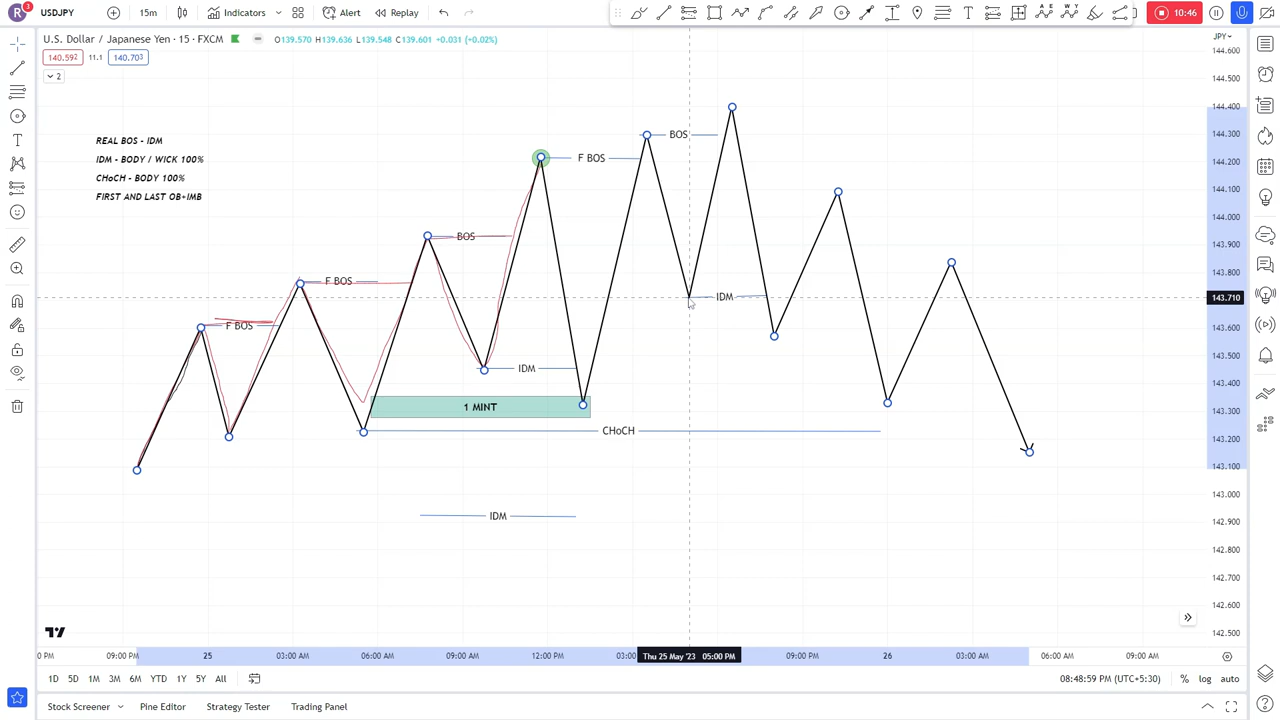 R 3 USDJPY 15m Indicators Alert Replay 10:46
U.S. Dollar / Japanese Yen · 15 · FXCM O139.570 H139.636 L139.548 C139.601 +0.031 (+0.02%) JPY
140.592 11.1 140.703
2
REAL BOS - IDM
IDM - BODY / WICK 100%
CHoCH - BODY 100%
FIRST AND LAST OB+IMB
F BOS
F BOS
BOS
F BOS
BOS
IDM
IDM
1 MINT
CHoCH
IDM
144.600
144.500
144.400
144.300
144.200
144.100
144.000
143.900
143.800
143.710
143.600
143.500
143.400
143.300
143.200
143.100
143.000
142.900
142.800
142.700
142.600
142.500
0 PM 09:00 PM 25 03:00 AM 06:00 AM 09:00 AM 12:00 PM 03:00 Thu 25 May '23 05:00 PM 09:00 PM 26 03:00 AM 06:00 AM 09:00 AM
1D 5D 1M 3M 6M YTD 1Y 5Y All 08:48:59 PM (UTC+5:30) % log auto
Stock Screener Pine Editor Strategy Tester Trading Panel